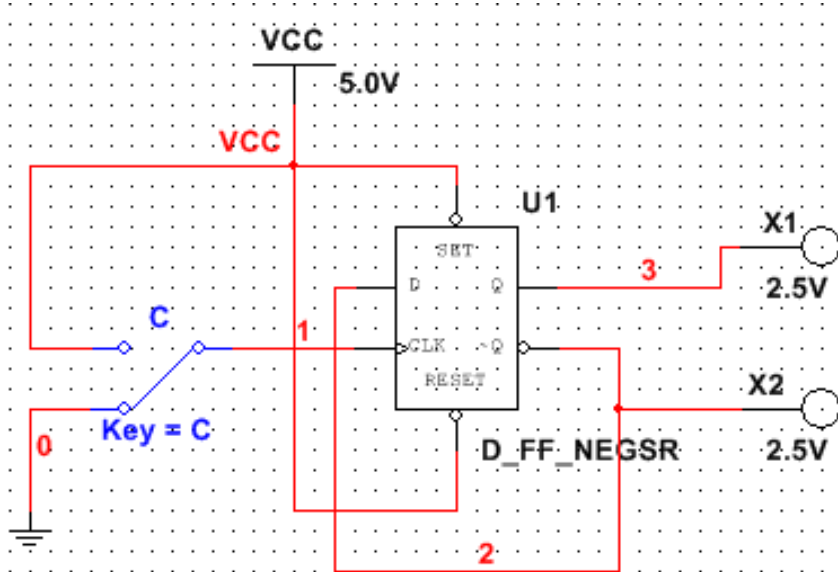 VCC
5.0V
VCC
U1
X1
SET
3
D
Q
2.5V
C
1
CLK
~Q
RESET
X2
Key = C
0
D_FF_NEGSR
2.5V
2